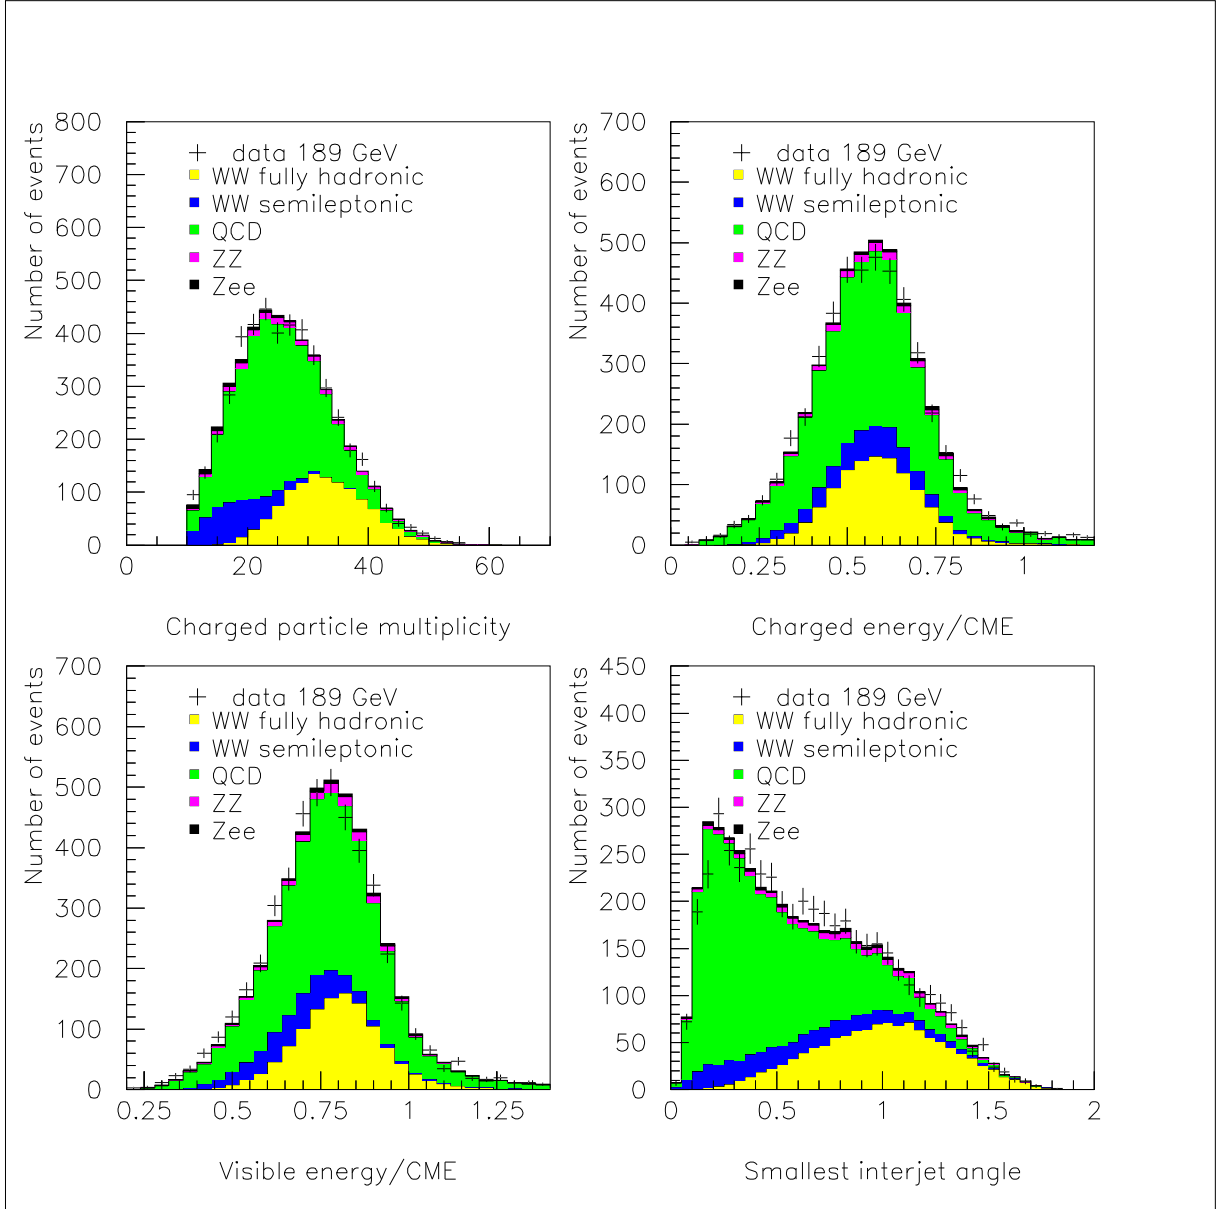 Number of events
800
700
600
500
400
300
200
100
0
data 189 GeV
WW fully hadronic
WW semileptonic
QCD
ZZ
Zee
0 20 40 60
Charged particle multiplicity
Number of events
700
600
500
400
300
200
100
0
data 189 GeV
WW fully hadronic
WW semileptonic
QCD
ZZ
Zee
0 0.25 0.5 0.75 1
Charged energy/CME
Number of events
700
600
500
400
300
200
100
0
data 189 GeV
WW fully hadronic
WW semileptonic
QCD
ZZ
Zee
0.25 0.5 0.75 1 1.25
Visible energy/CME
Number of events
450
400
350
300
250
200
150
100
50
0
data 189 GeV
WW fully hadronic
WW semileptonic
QCD
ZZ
Zee
0 0.5 1 1.5 2
Smallest interjet angle